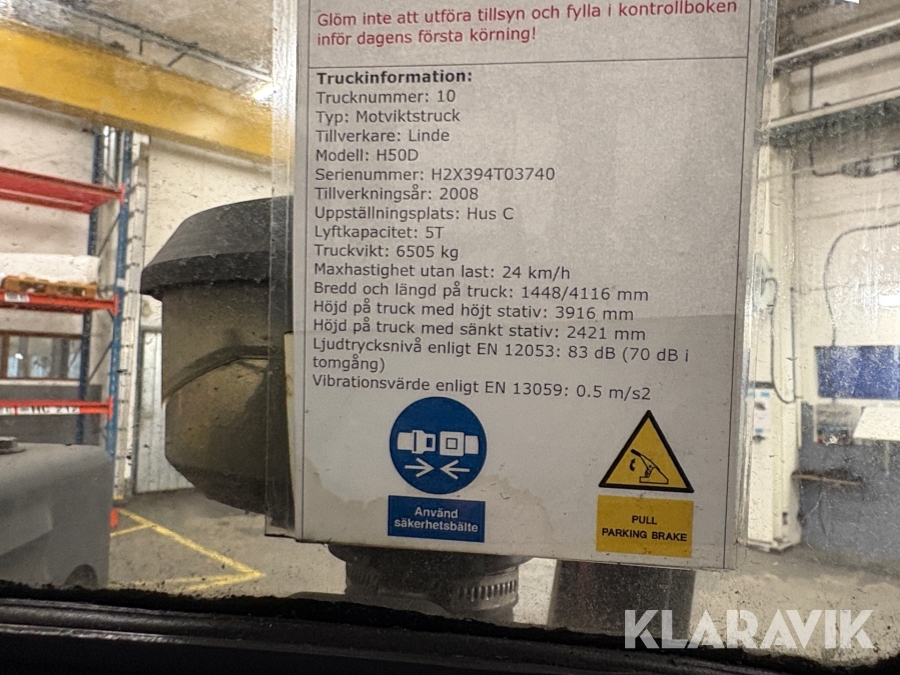 Glöm inte att utföra tillsyn och fylla i kontrollboken
inför dagens första körning!
Truckinformation:
Trucknummer: 10
Typ: Motviktstruck
Tillverkare: Linde
Modell: H50D
Serienummer: H2X394T03740
Tillverkningsår: 2008
Uppställningsplats: Hus C
Lyftkapacitet: 5T
Truckvikt: 6505 kg
Maxhastighet utan last: 24 km/h
Bredd och längd på truck: 1448/4116 mm
Höjd på truck med höjt stativ: 3916 mm
Höjd på truck med sänkt stativ: 2421 mm
Ljudtrycksnivå enligt EN 12053: 83 dB (70 dB i
tomgång)
Vibrationsvärde enligt EN 13059: 0.5 m/s2
Använd
säkerhetsbälte
PULL
PARKING BRAKE
KLARAVIK